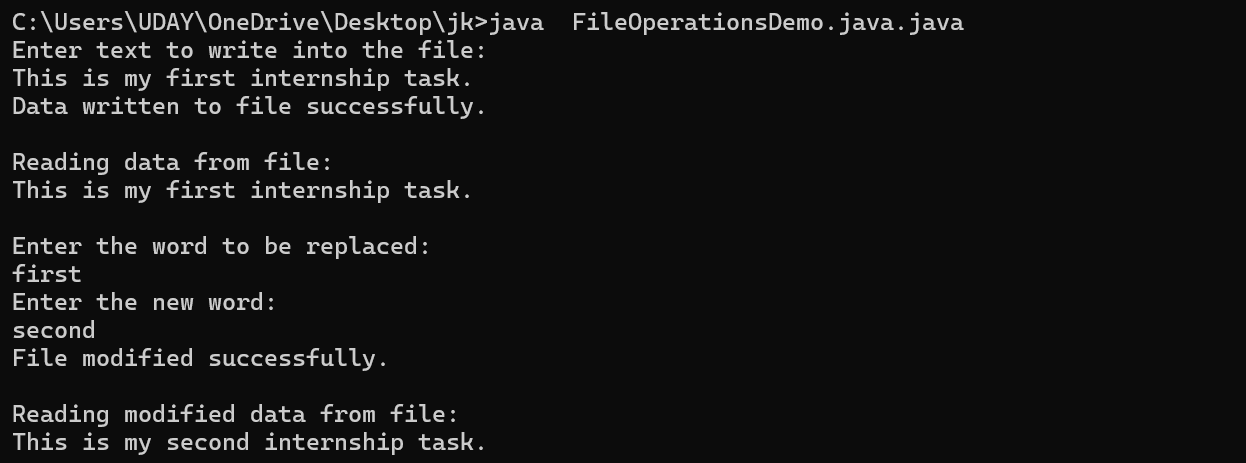 C:\Users\UDAY\OneDrive\Desktop\jk>java  FileOperationsDemo.java.java
Enter text to write into the file:
This is my first internship task.
Data written to file successfully.

Reading data from file:
This is my first internship task.

Enter the word to be replaced:
first
Enter the new word:
second
File modified successfully.

Reading modified data from file:
This is my second internship task.